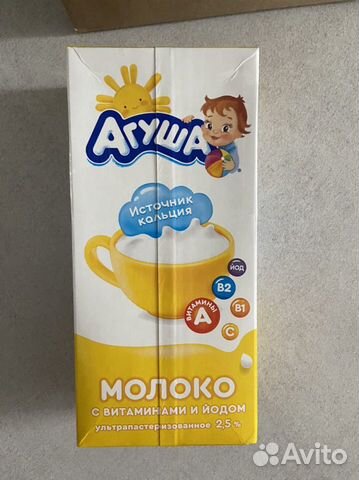 АГУША
Источник
кальция
ЙОД
B2
ВИТАМИНЫ
A
B1
C
МОЛОКО
С ВИТАМИНАМИ И ЙОДОМ
ультрапастеризованное 2,5 %
Avito